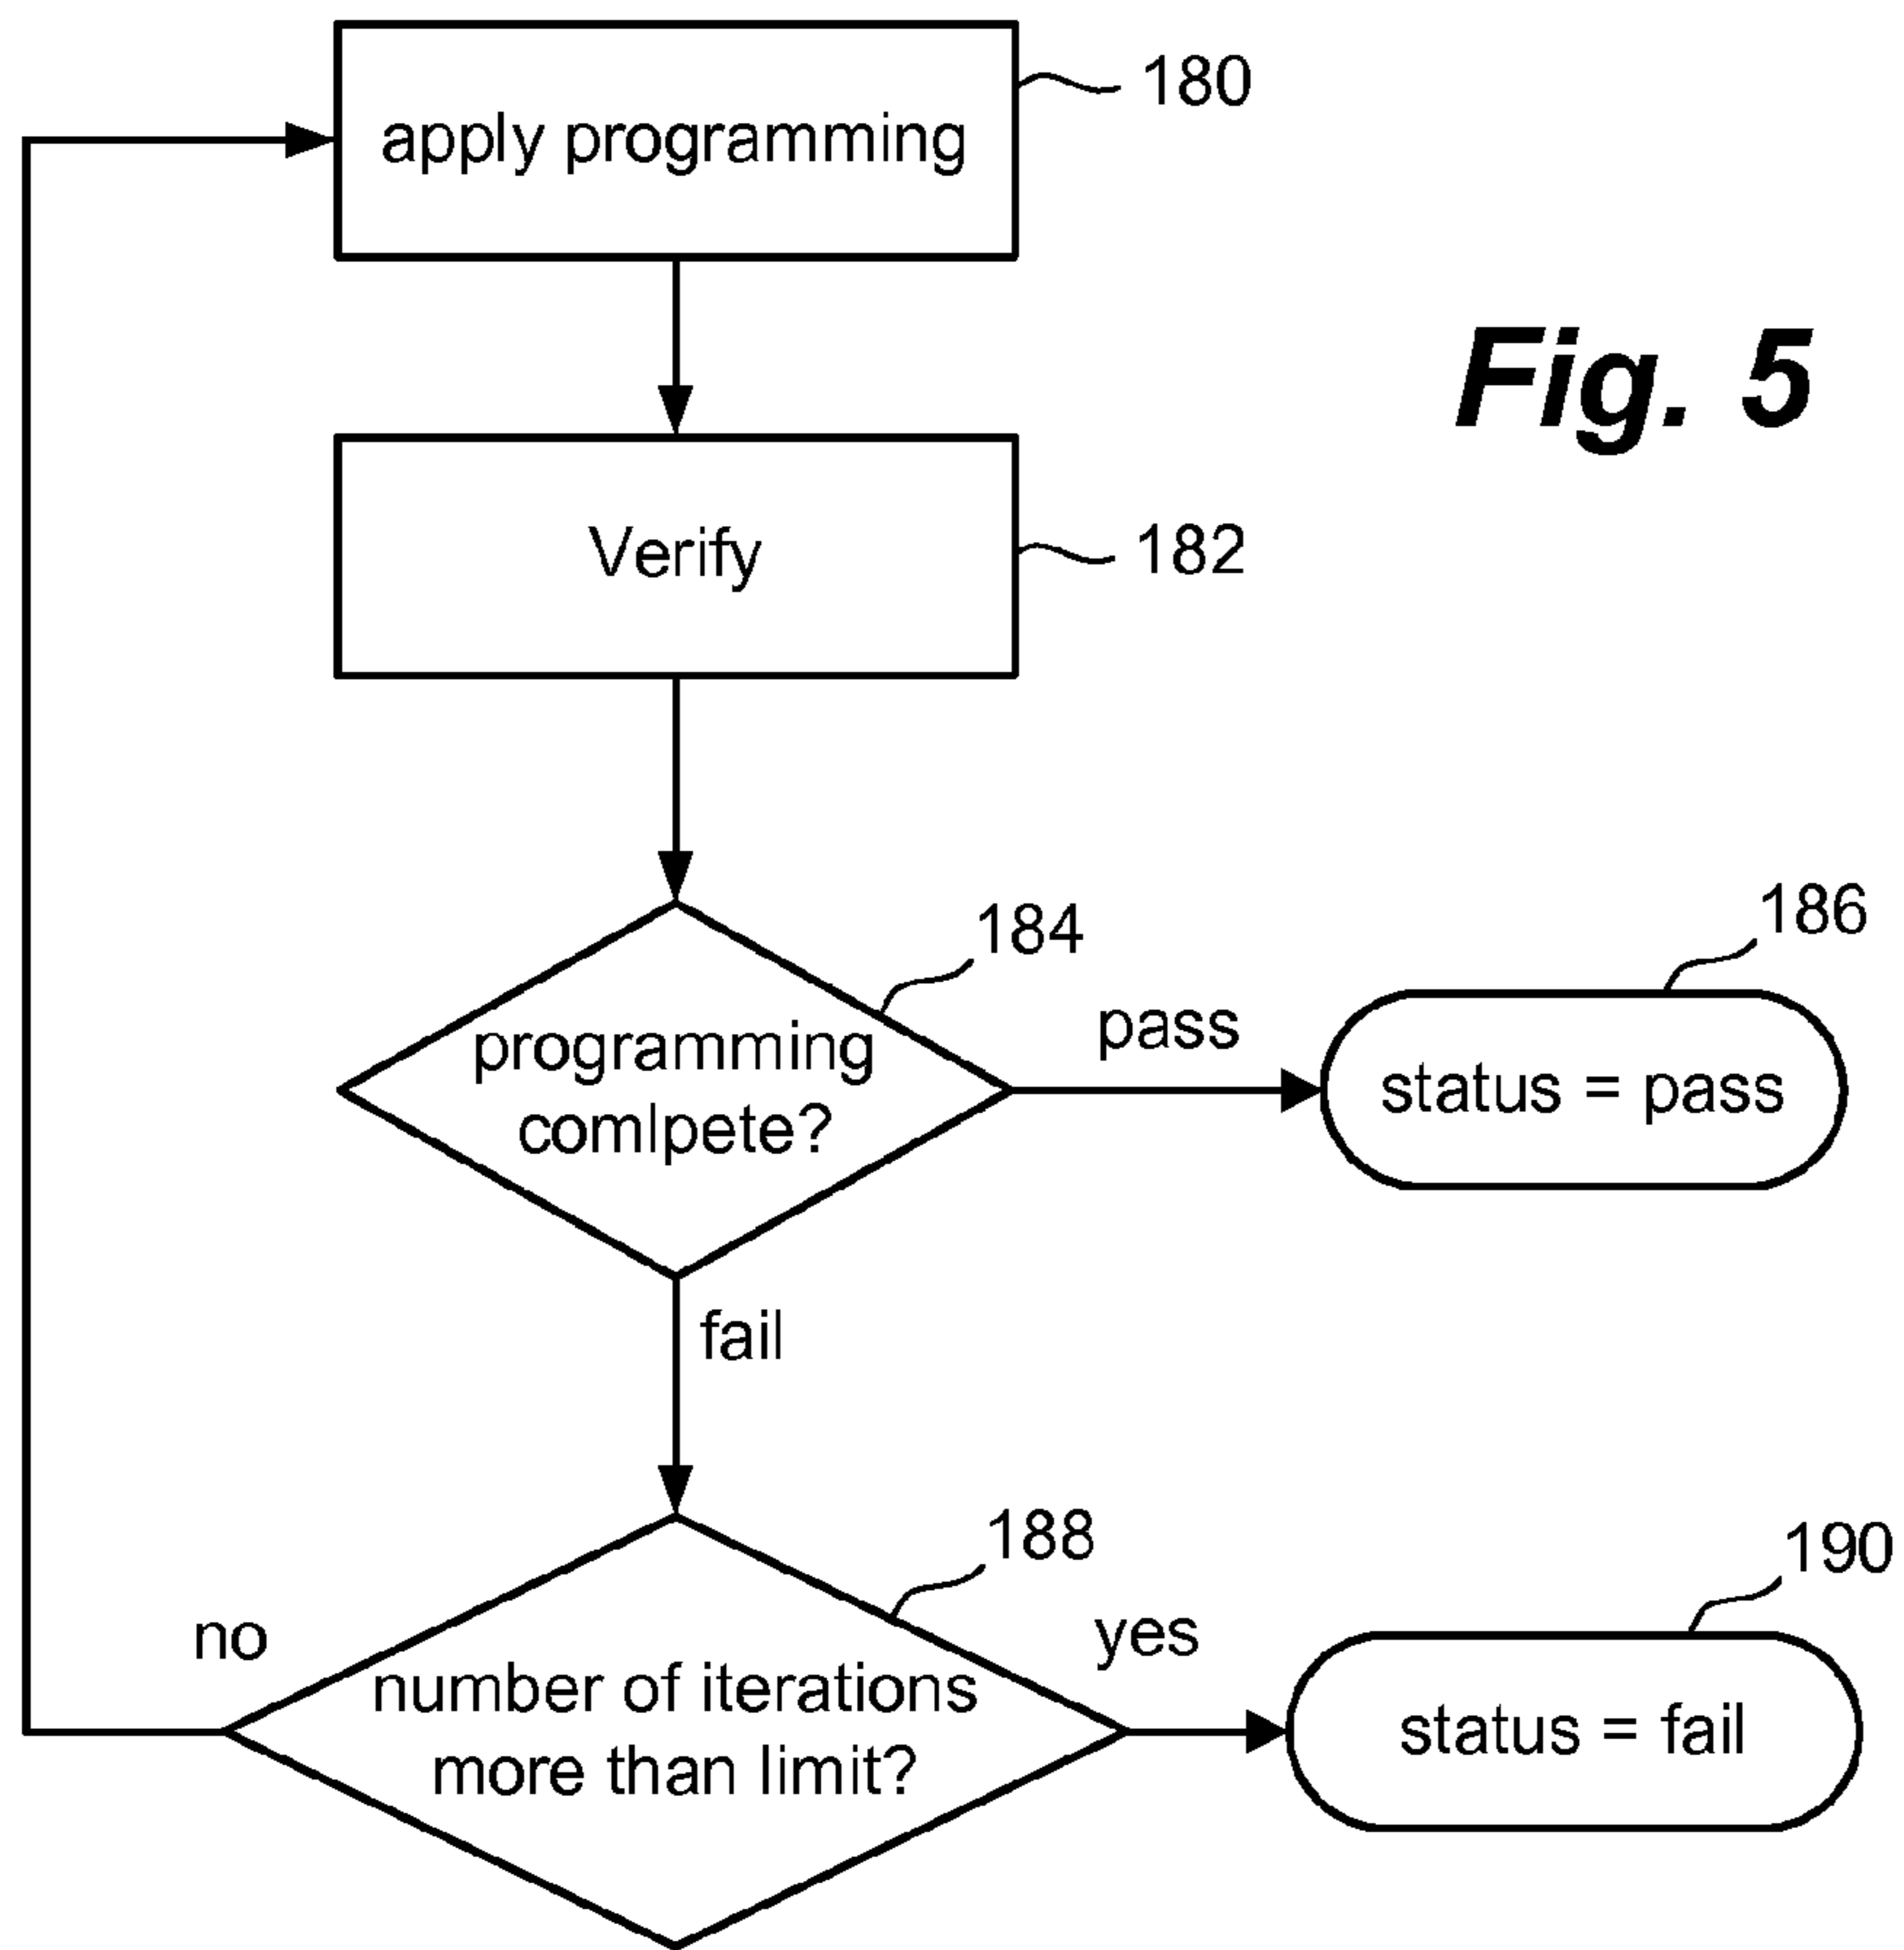 180
apply programming
Fig. 5
Verify
182
184
186
programming
comlpete?
pass
status = pass
fail
188
190
no
number of iterations
more than limit?
yes
status = fail